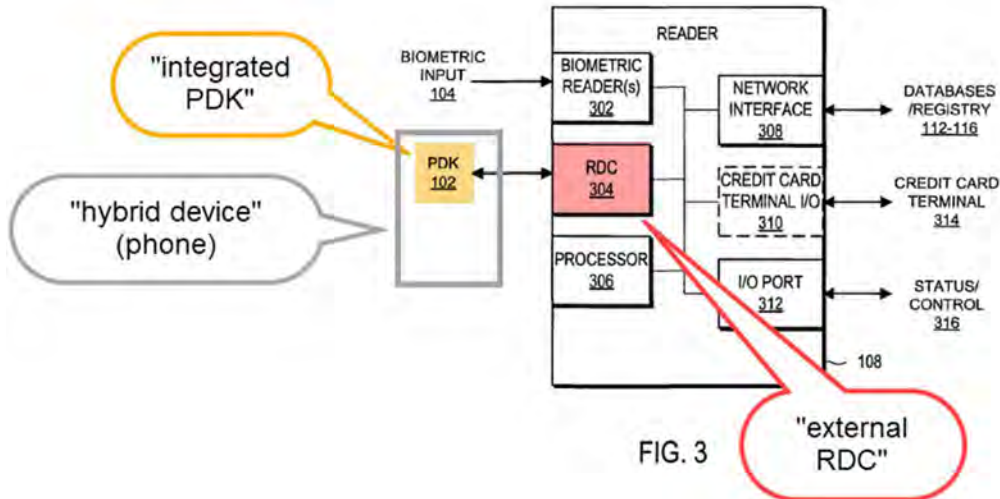 "integrated
PDK"
"hybrid device"
(phone)
BIOMETRIC
INPUT
104
PDK
102
READER
BIOMETRIC
READER(s)
302
RDC
304
PROCESSOR
306
NETWORK
INTERFACE
308
CREDIT CARD
TERMINAL I/O
310
I/O PORT
312
DATABASES
/REGISTRY
112-116
CREDIT CARD
TERMINAL
314
STATUS/
CONTROL
316
108
FIG. 3
"external
RDC"